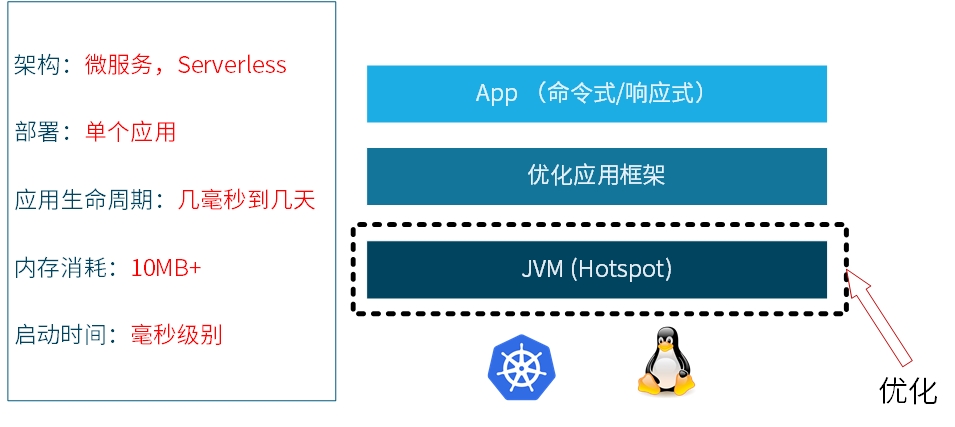 架构：微服务，Serverless
部署：单个应用
应用生命周期：几毫秒到几天
内存消耗：10MB+
启动时间：毫秒级别
App （命令式/响应式）
优化应用框架
JVM (Hotspot)
优化